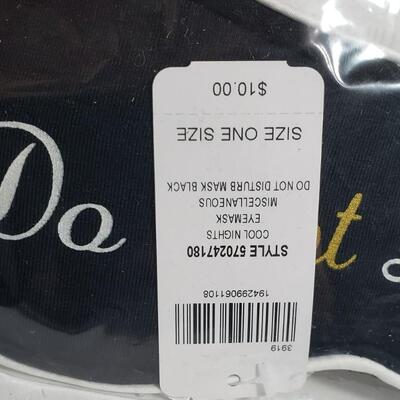 Do
3919
194299061108
STYLE 570247180
COOL NIGHTS
EYEMASK
MISCELLANEOUS
DO NOT DISTURB MASK BLACK
SIZE ONE SIZE
$10.00